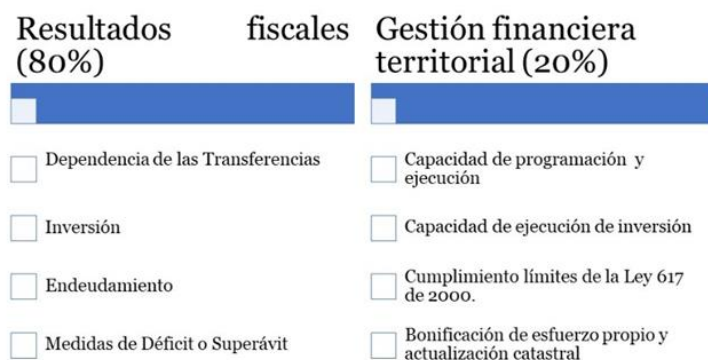 Resultados fiscales
(80%)
Dependencia de las Transferencias
Inversión
Endeudamiento
Medidas de Déficit o Superávit
Gestión financiera
territorial (20%)
Capacidad de programación y
ejecución
Capacidad de ejecución de inversión
Cumplimiento límites de la Ley 617
de 2000.
Bonificación de esfuerzo propio y
actualización catastral